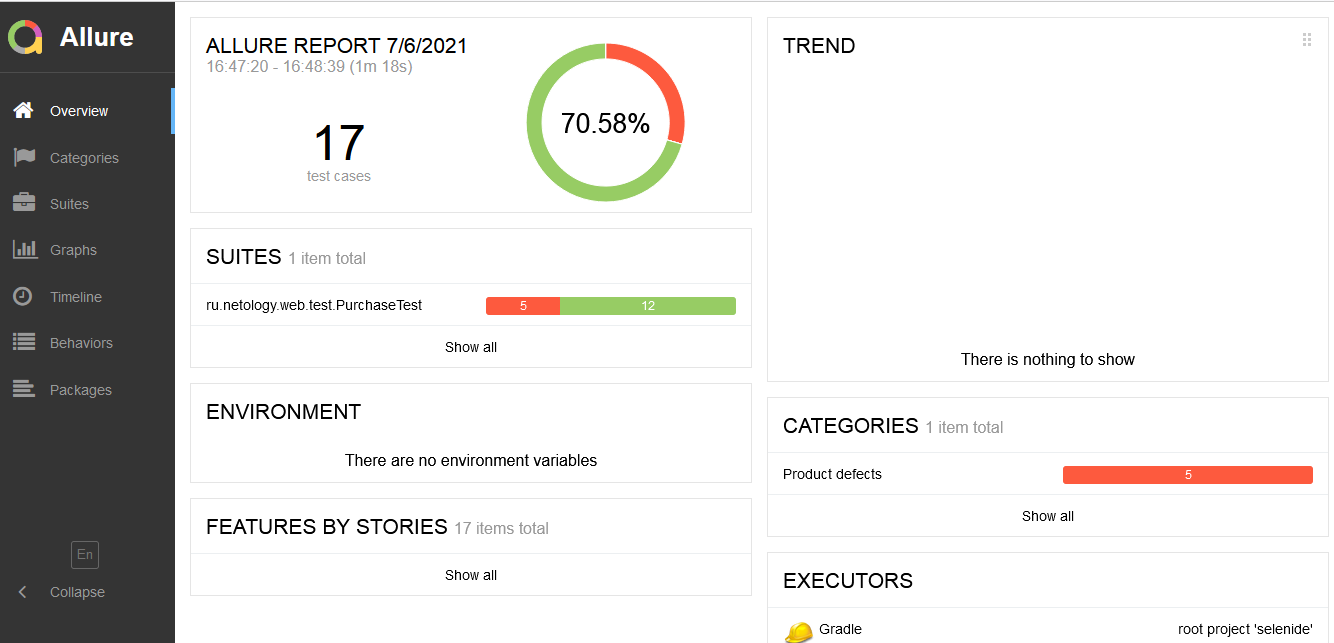 Allure
Overview
Categories
Suites
Graphs
Timeline
Behaviors
Packages
En
Collapse
ALLURE REPORT 7/6/2021
16:47:20 - 16:48:39 (1m 18s)
17
test cases
70.58%
SUITES 1 item total
ru.netology.web.test.PurchaseTest 5 12
Show all
ENVIRONMENT
There are no environment variables
FEATURES BY STORIES 17 items total
Show all
TREND
There is nothing to show
CATEGORIES 1 item total
Product defects 5
Show all
EXECUTORS
Gradle root project 'selenide'